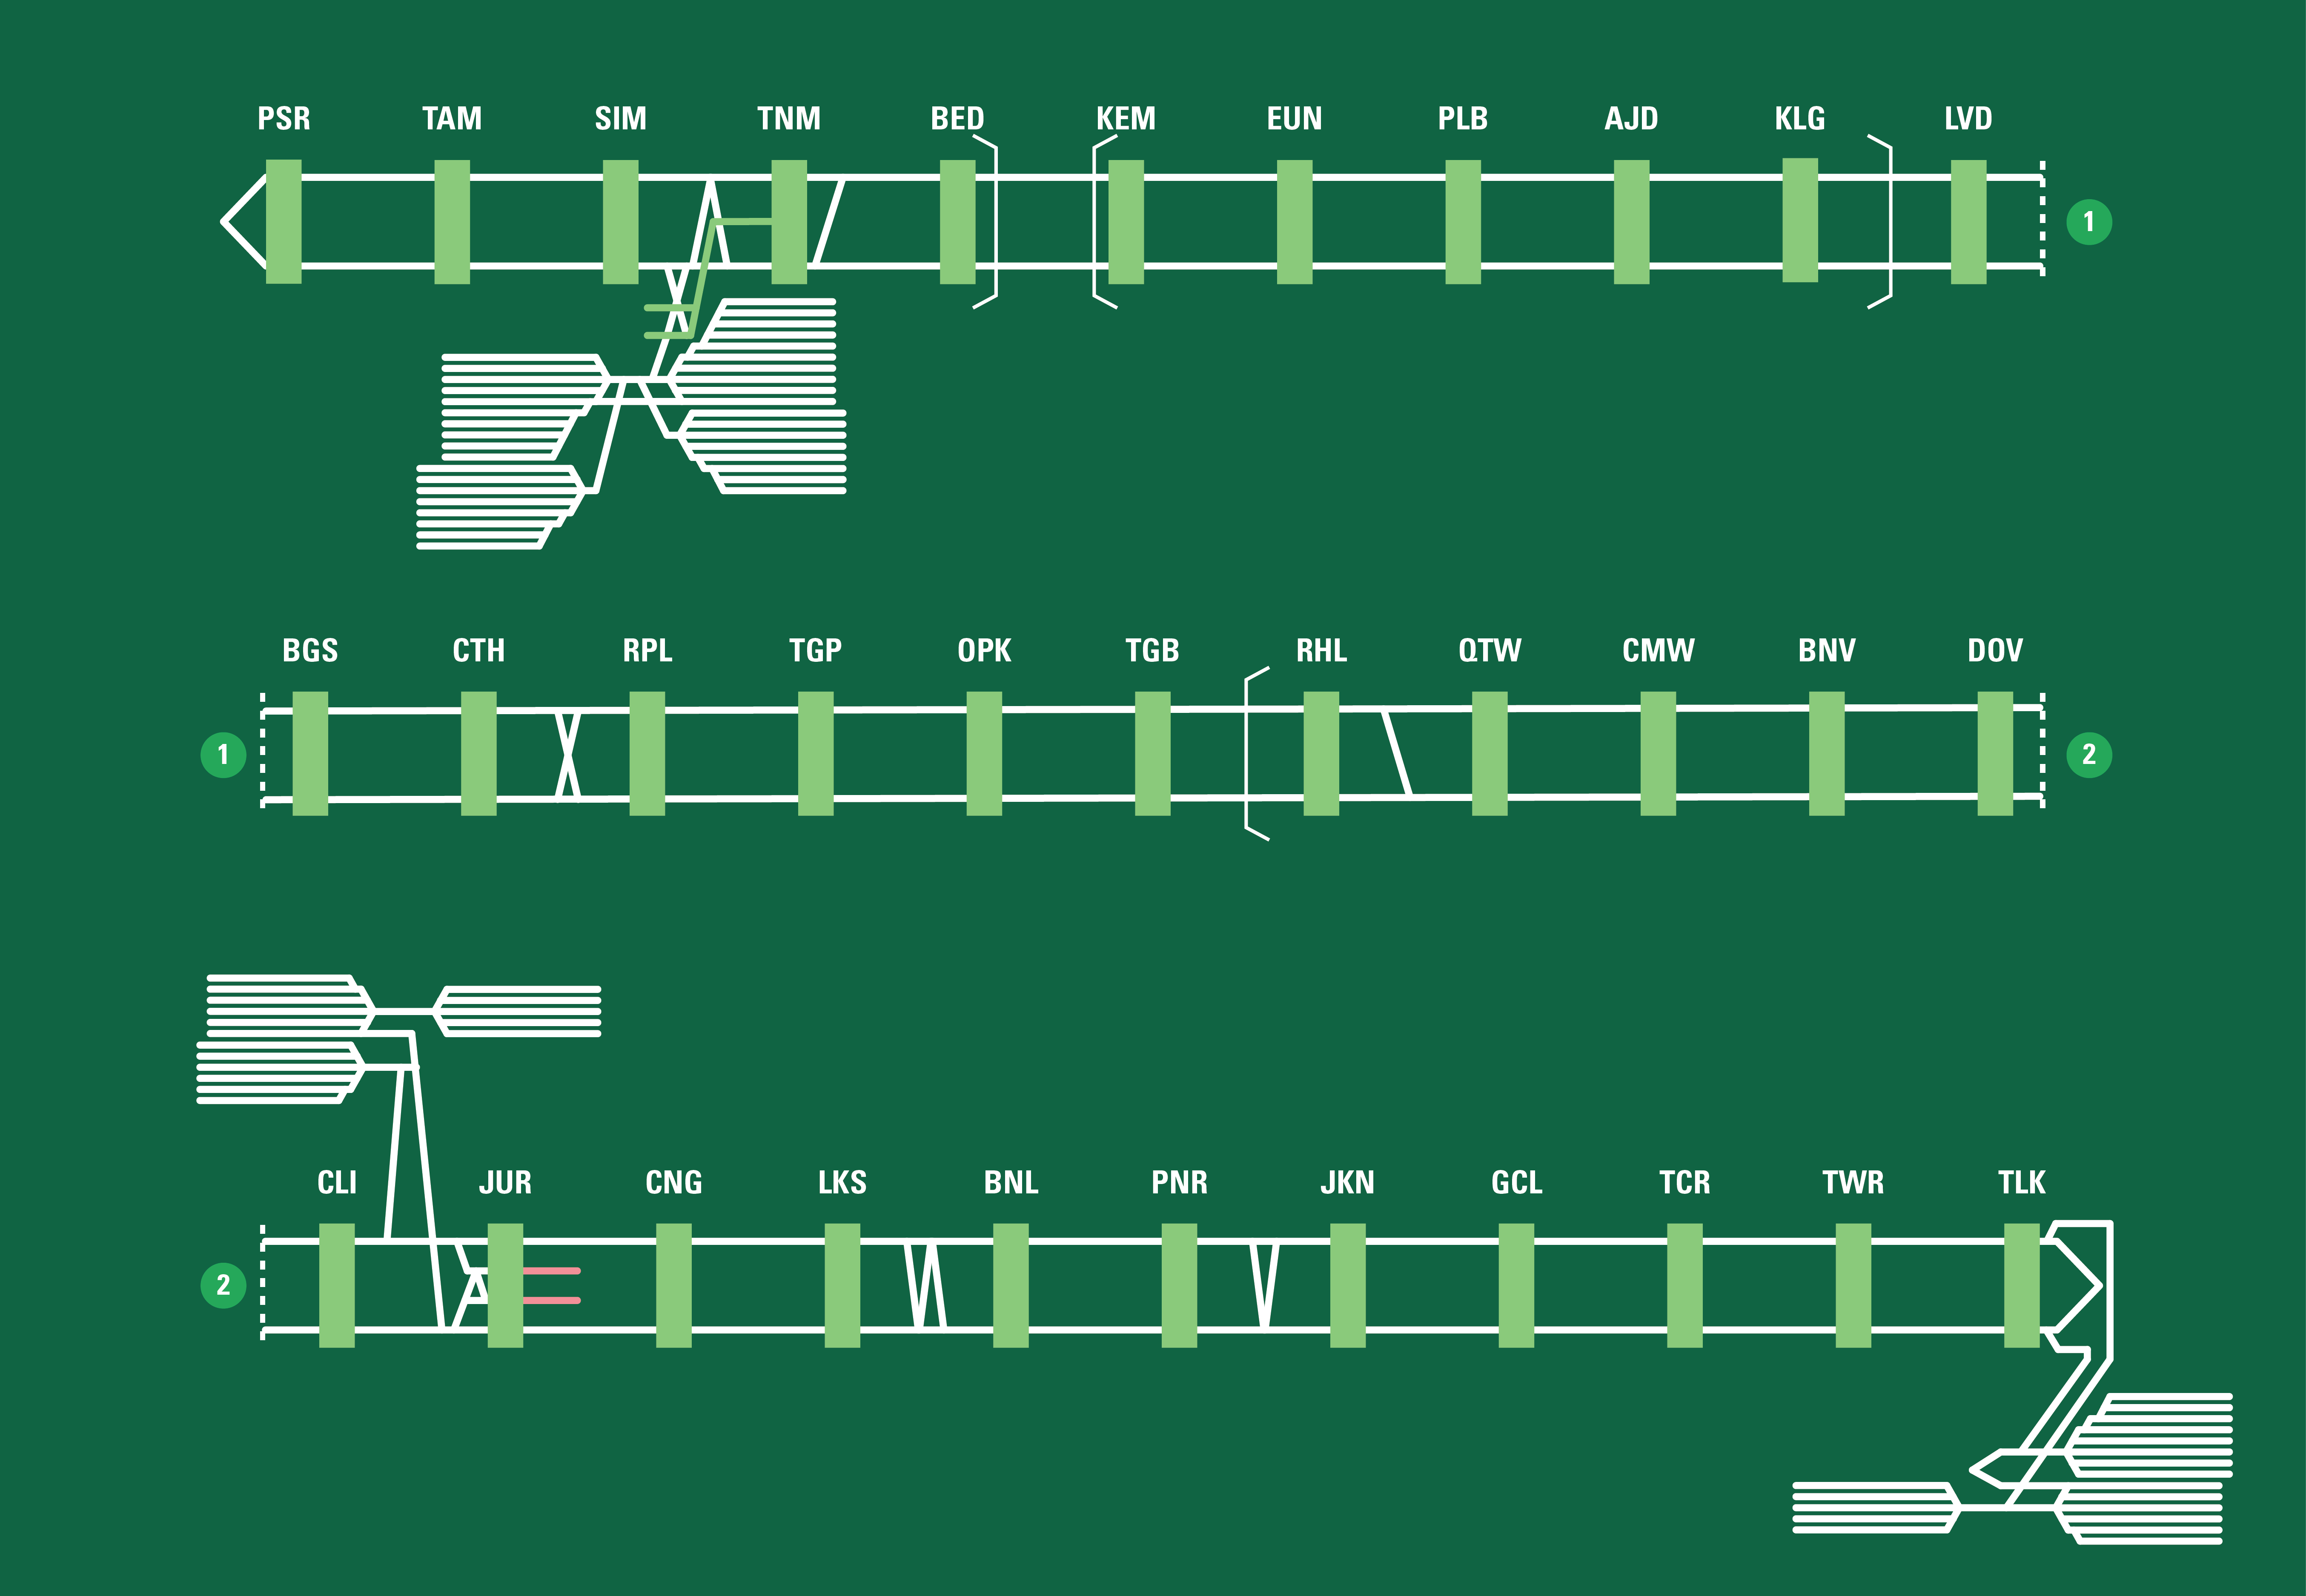 PSR TAM SIM TNM BED KEM EUN PLB AJD KLG LVD
1
BGS CTH RPL TGP OPK TGB RHL QTW CMW BNV DOV
1 2
CLI JUR CNG LKS BNL PNR JKN GCL TCR TWR TLK
2